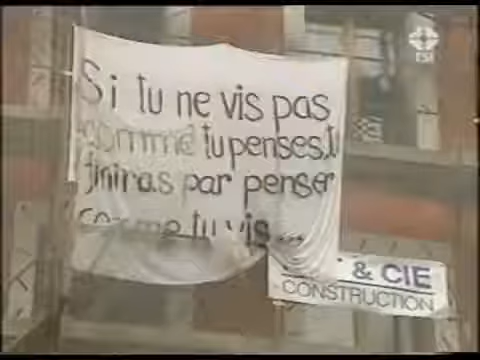 Si tu ne vis pas
comme tu penses, tu
finiras par penser
comme tu vis...
& CIE
CONSTRUCTION